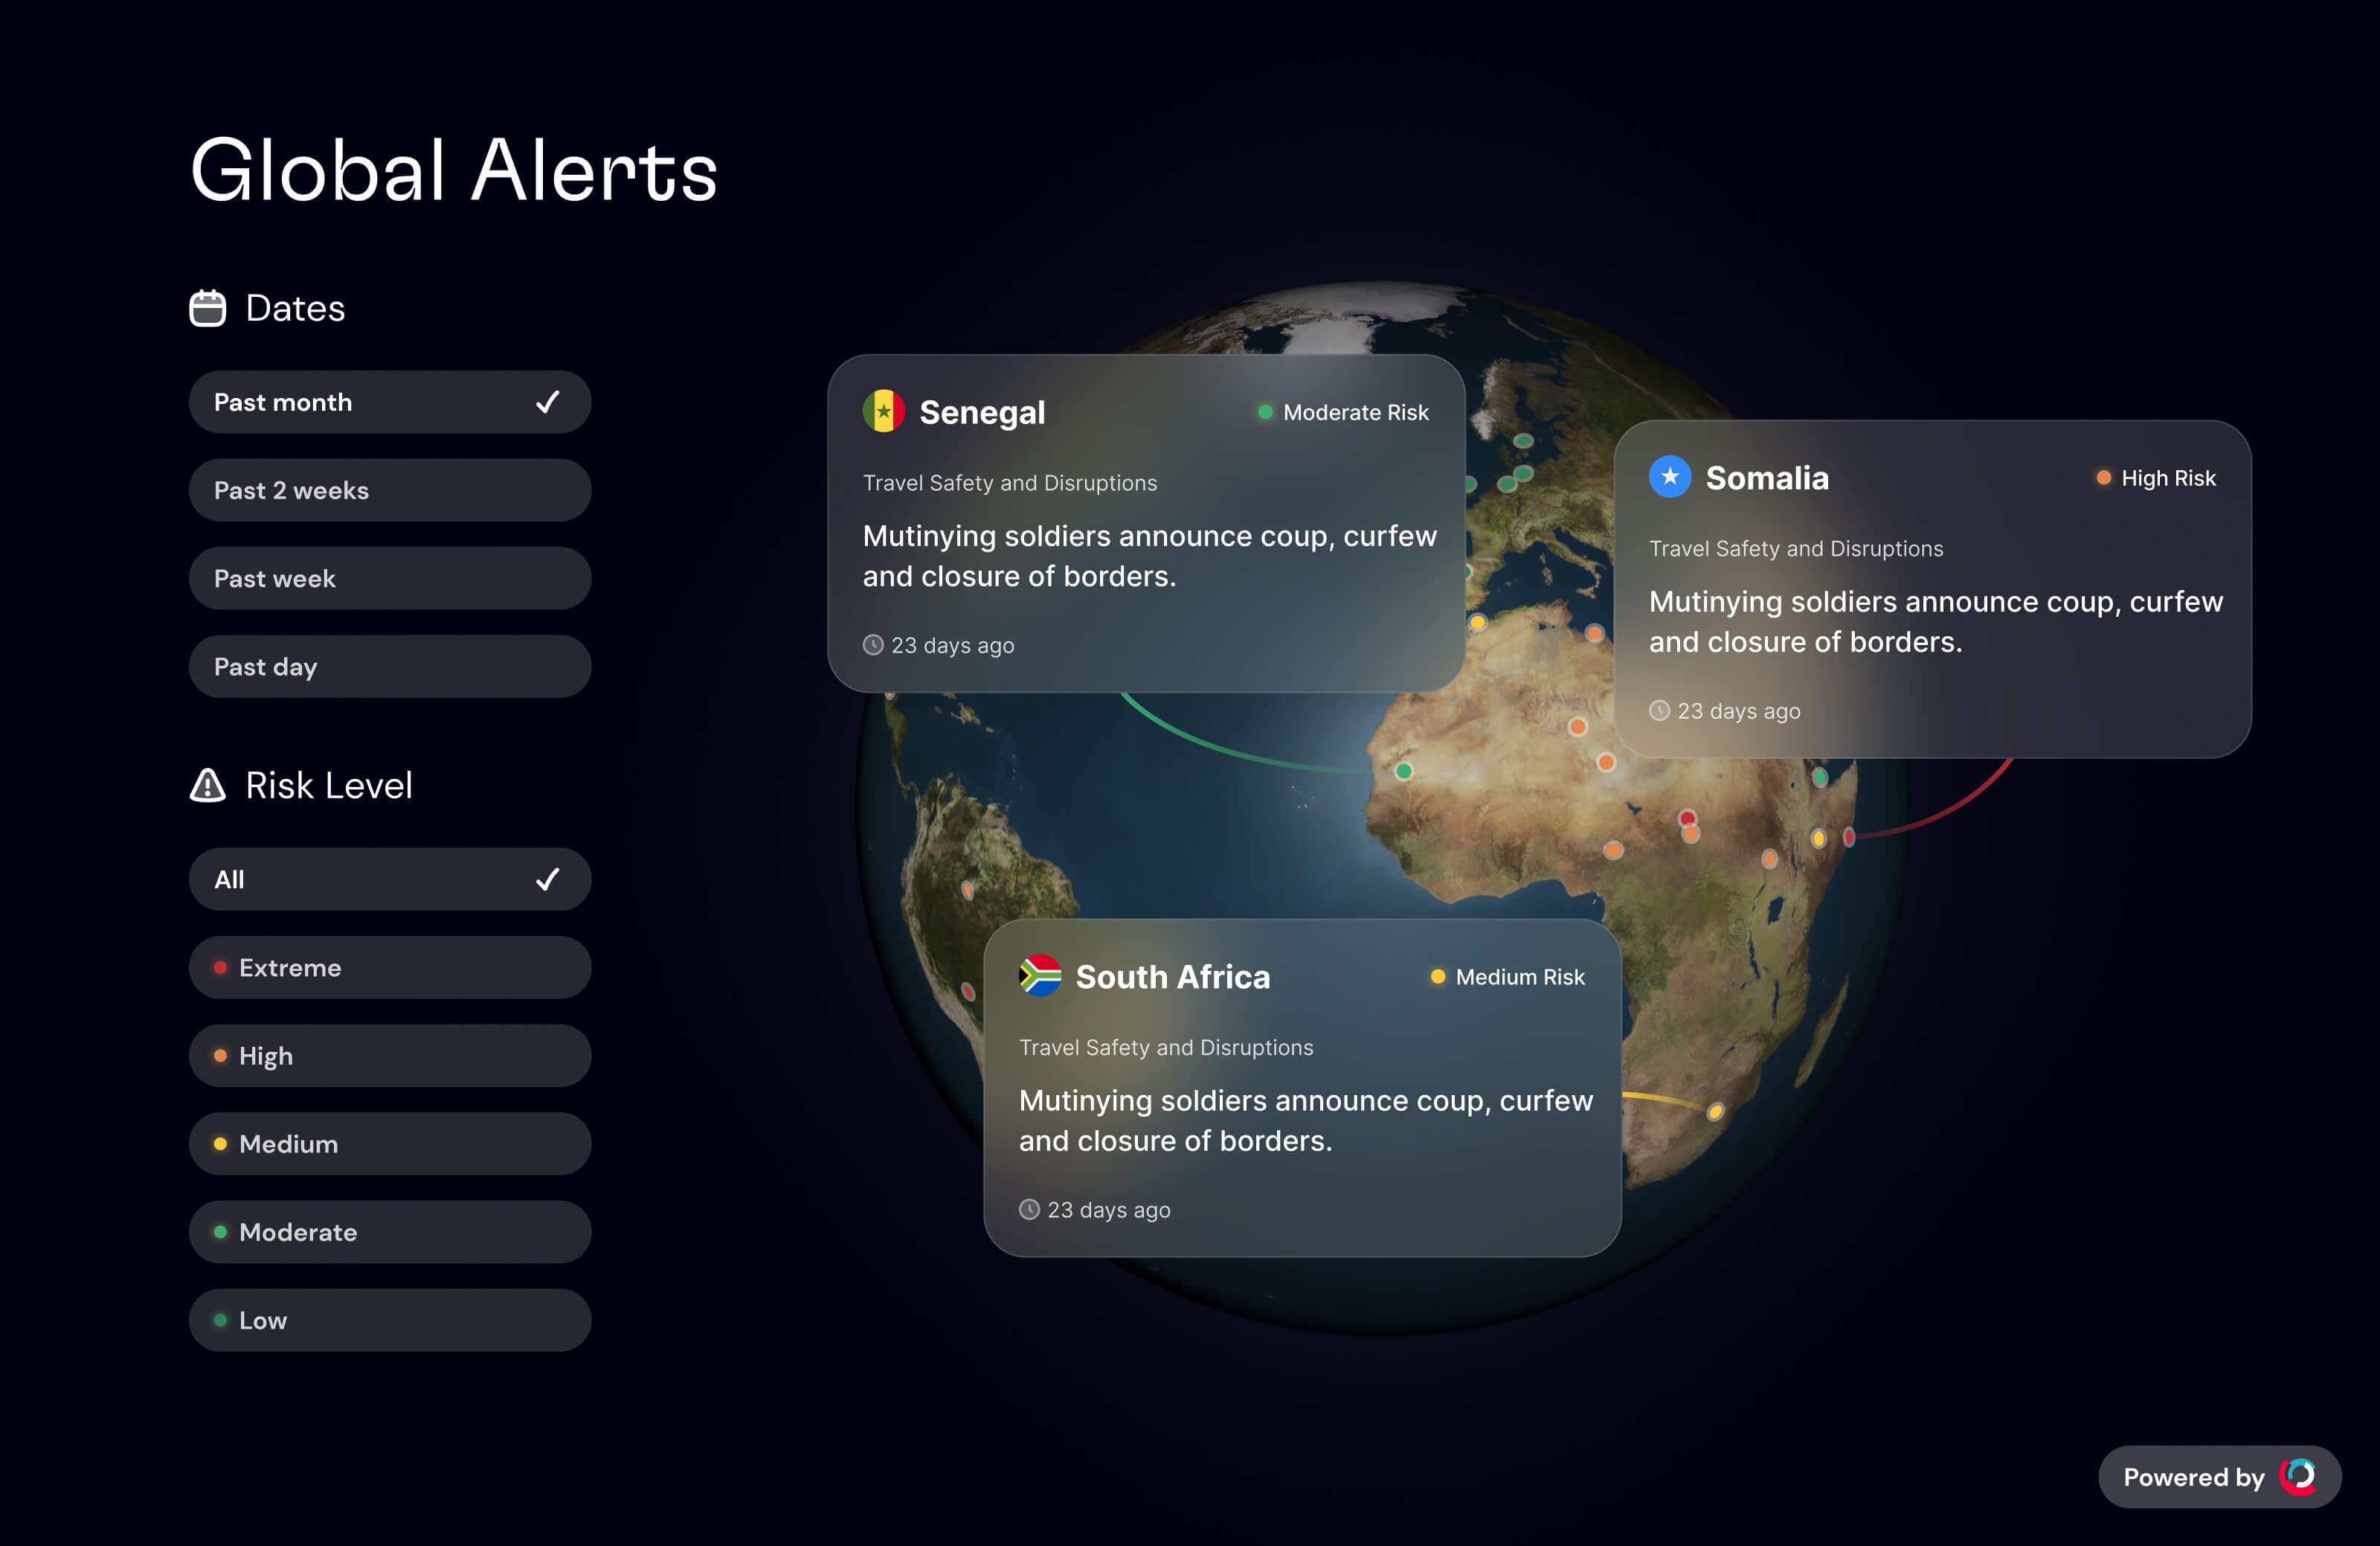 Global Alerts
Dates
Past month
Past 2 weeks
Past week
Past day
Risk Level
All
Extreme
High
Medium
Moderate
Low
Senegal
Moderate Risk
Travel Safety and Disruptions
Mutinying soldiers announce coup, curfew
and closure of borders.
23 days ago
Somalia
High Risk
Travel Safety and Disruptions
Mutinying soldiers announce coup, curfew
and closure of borders.
23 days ago
South Africa
Medium Risk
Travel Safety and Disruptions
Mutinying soldiers announce coup, curfew
and closure of borders.
23 days ago
Powered by